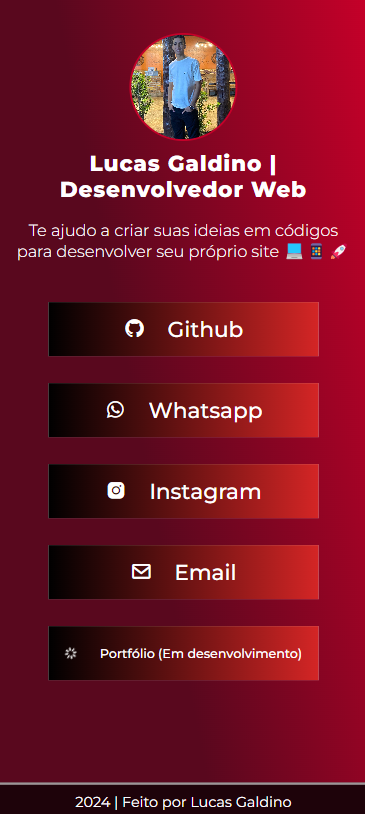 Lucas Galdino |
Desenvolvedor Web
Te ajudo a criar suas ideias em códigos
para desenvolver seu próprio site 💻 📱 🚀
Github
Whatsapp
Instagram
Email
Portfólio (Em desenvolvimento)
2024 | Feito por Lucas Galdino